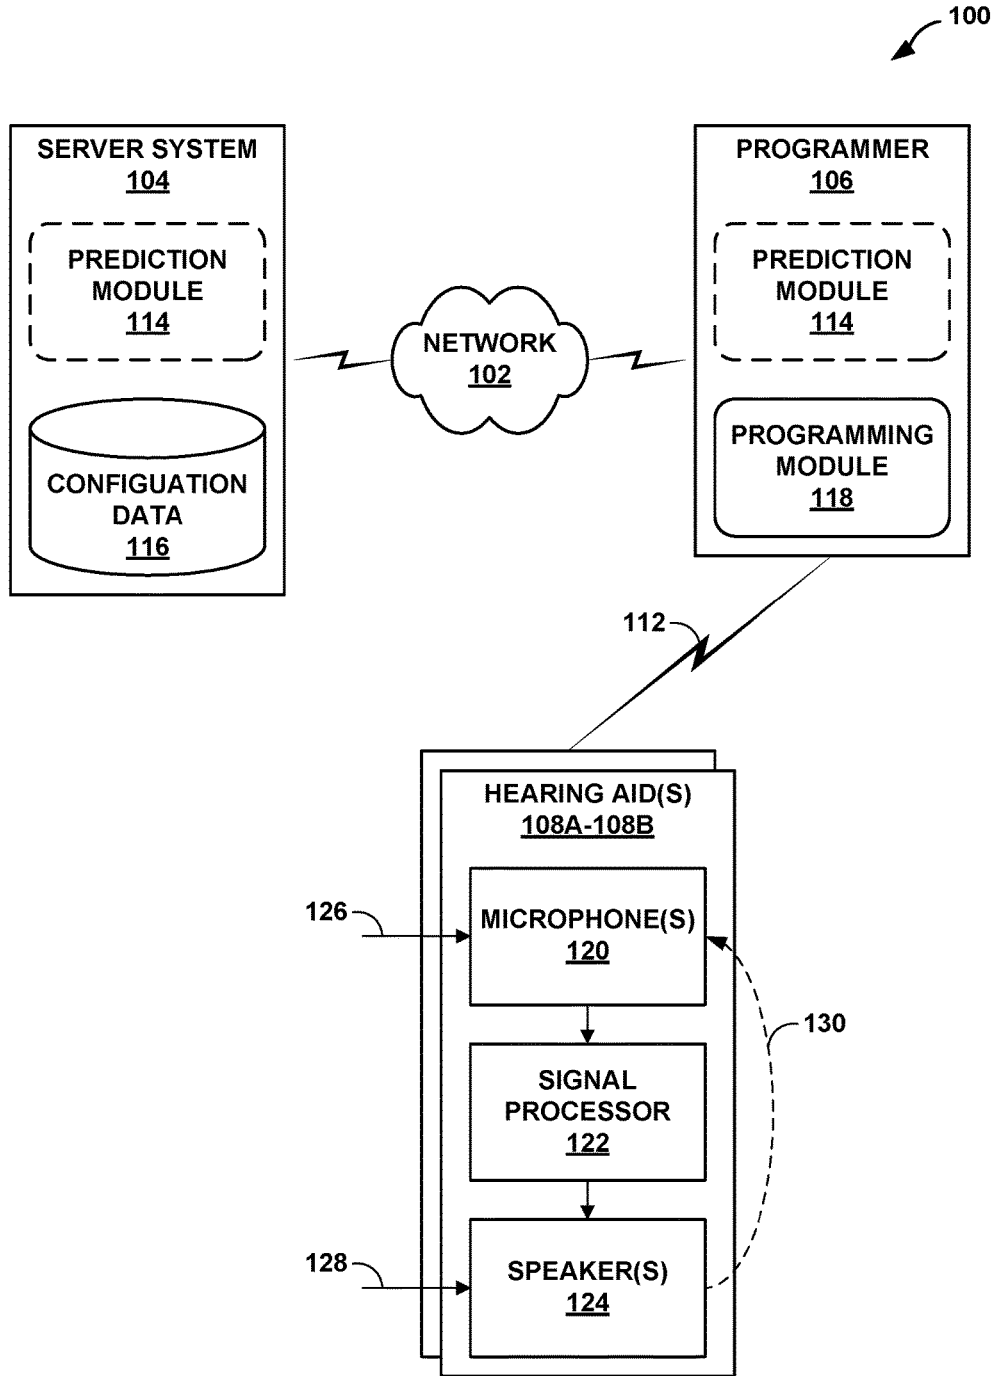 100
SERVER SYSTEM
104
PREDICTION
MODULE
114
CONFIGUATION
DATA
116
NETWORK
102
PROGRAMMER
106
PREDICTION
MODULE
114
PROGRAMMING
MODULE
118
112
HEARING AID(S)
108A-108B
126
MICROPHONE(S)
120
130
SIGNAL
PROCESSOR
122
128
SPEAKER(S)
124